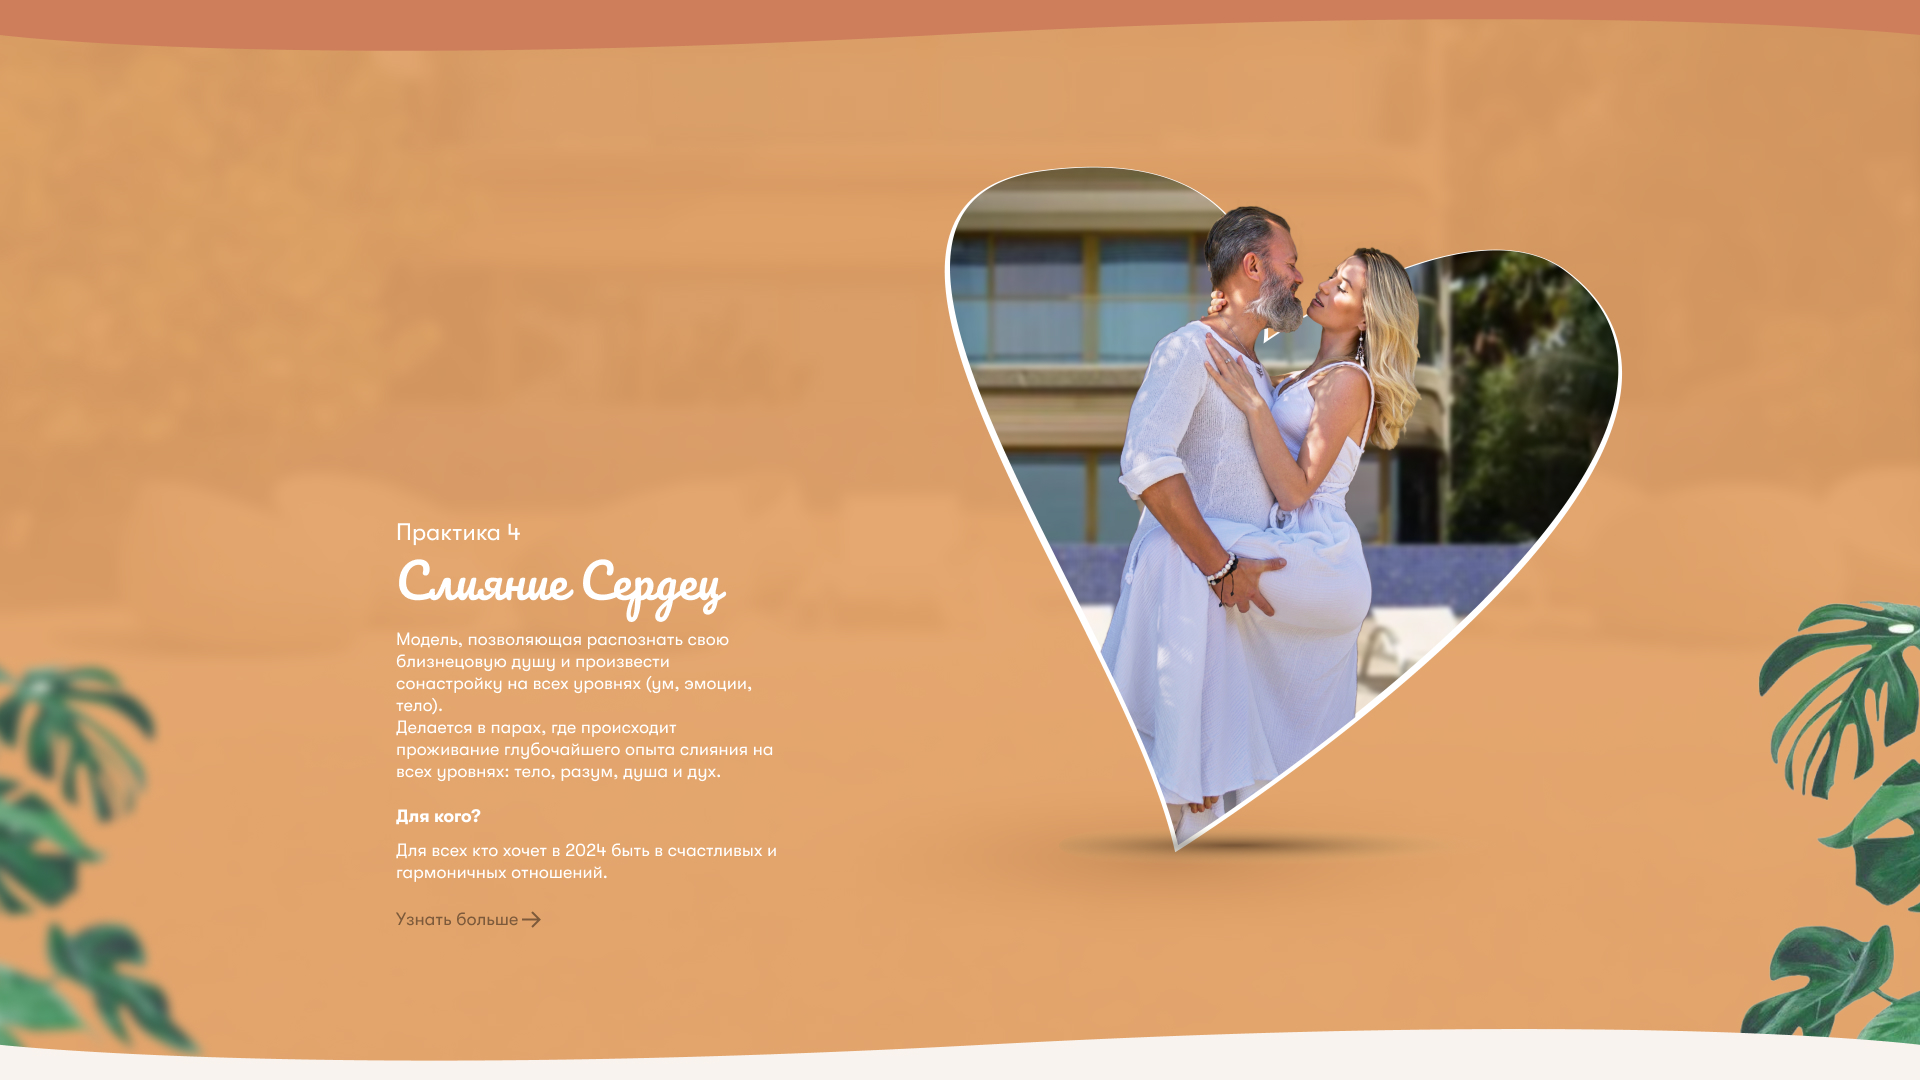 Практика 4
Слияние Сердец
Модель, позволяющая распознать свою
близнецовую душу и произвести
сонастройку на всех уровнях (ум, эмоции,
тело).
Делается в парах, где происходит
проживание глубочайшего опыта слияния на
всех уровнях: тело, разум, душа и дух.
Для кого?
Для всех кто хочет в 2024 быть в счастливых и
гармоничных отношений.
Узнать больше →